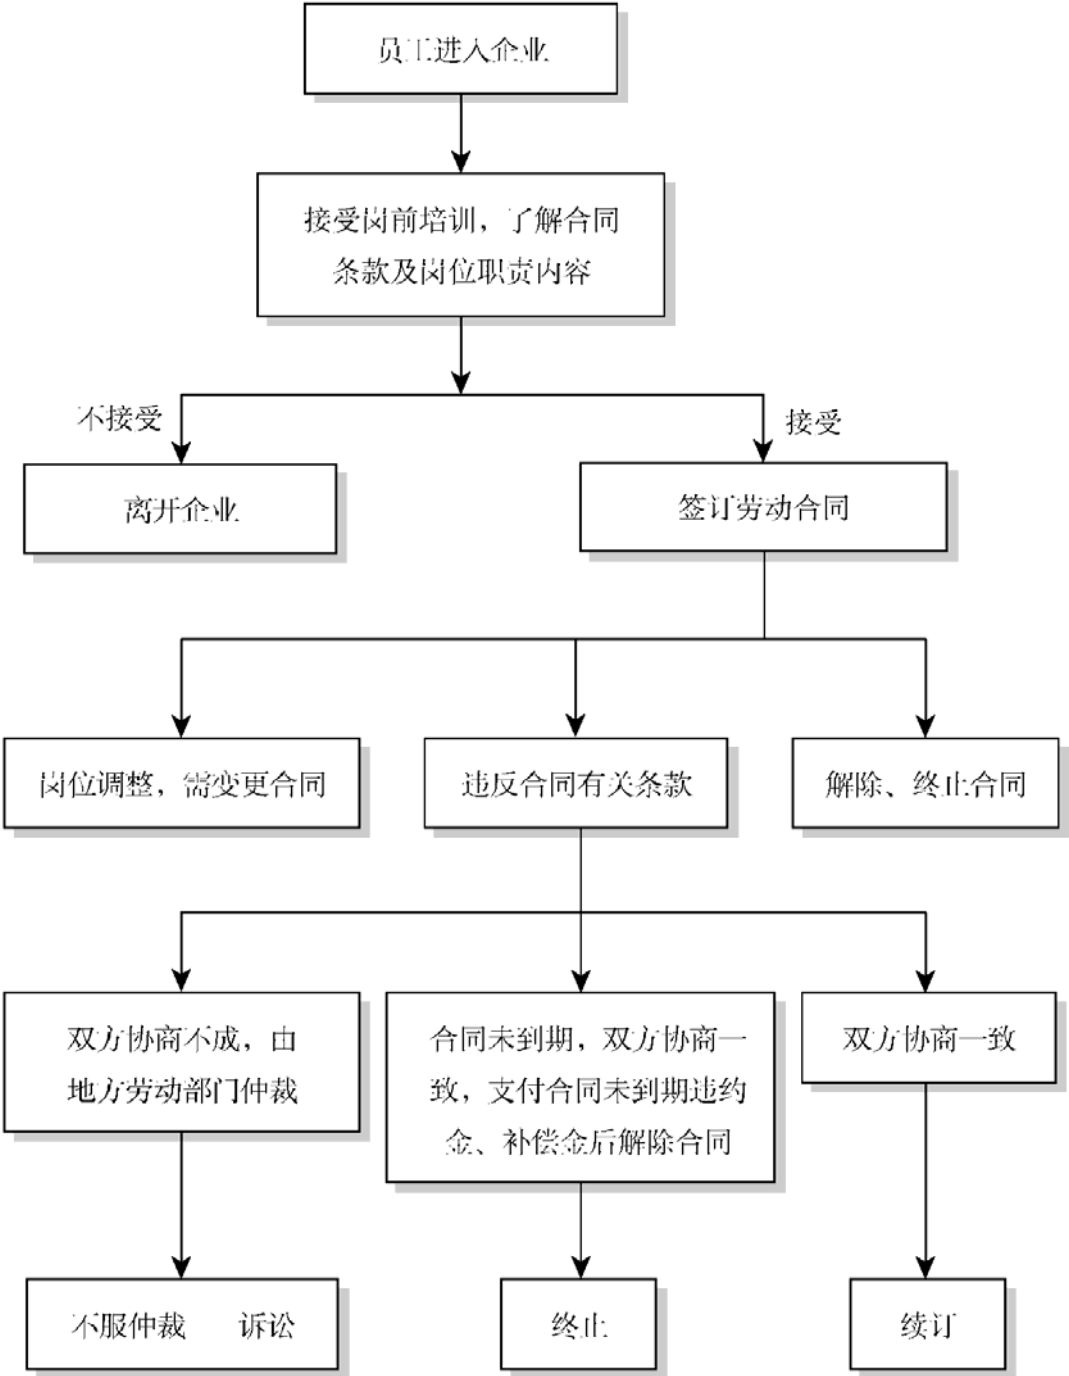 员工进入企业
接受岗前培训，了解合同
条款及岗位职责内容
不接受
接受
离开企业
签订劳动合同
岗位调整，需变更合同
违反合同有关条款
解除、终止合同
双方协商不成，由
地方劳动部门仲裁
合同未到期，双方协商一
致，支付合同未到期违约
金、补偿金后解除合同
双方协商一致
不服仲裁 诉讼
终止
续订